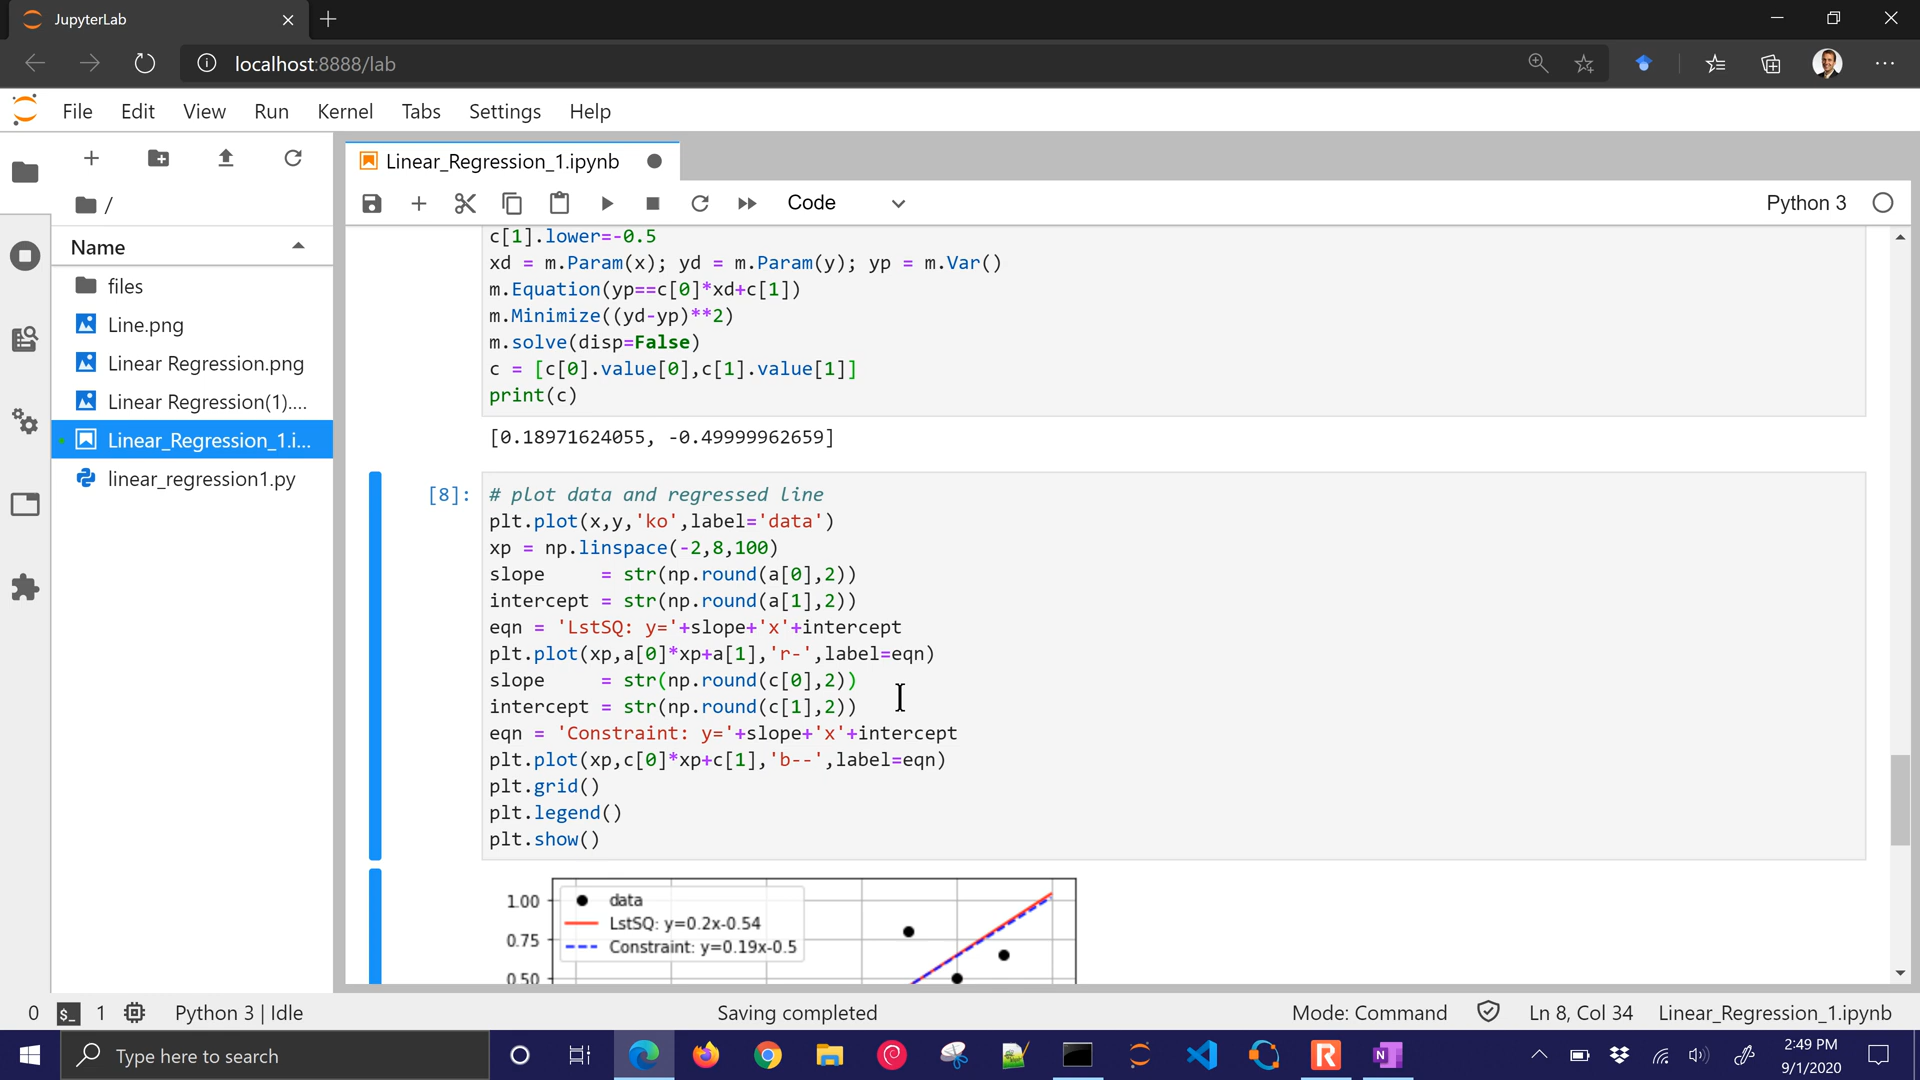 JupyterLab
localhost:8888/lab
File Edit View Run Kernel Tabs Settings Help
Linear_Regression_1.ipynb
/
Code
Python 3
Name
files
Line.png
Linear Regression.png
Linear Regression(1)....
Linear_Regression_1.i...
linear_regression1.py
c[1].lower=-0.5
xd = m.Param(x); yd = m.Param(y); yp = m.Var()
m.Equation(yp==c[0]*xd+c[1])
m.Minimize((yd-yp)**2)
m.solve(disp=False)
c = [c[0].value[0],c[1].value[1]]
print(c)
[0.18971624055, -0.49999962659]
[8]:
# plot data and regressed line
plt.plot(x,y,'ko',label='data')
xp = np.linspace(-2,8,100)
slope     = str(np.round(a[0],2))
intercept = str(np.round(a[1],2))
eqn = 'LstSQ: y='+slope+'x'+intercept
plt.plot(xp,a[0]*xp+a[1],'r-',label=eqn)
slope     = str(np.round(c[0],2))
intercept = str(np.round(c[1],2))
eqn = 'Constraint: y='+slope+'x'+intercept
plt.plot(xp,c[0]*xp+c[1],'b--',label=eqn)
plt.grid()
plt.legend()
plt.show()
1.00
0.75
0.50
data
LstSQ: y=0.2x-0.54
Constraint: y=0.19x-0.5
0 $_ 1 Python 3 | Idle Saving completed Mode: Command Ln 8, Col 34 Linear_Regression_1.ipynb
Type here to search
2:49 PM
9/1/2020